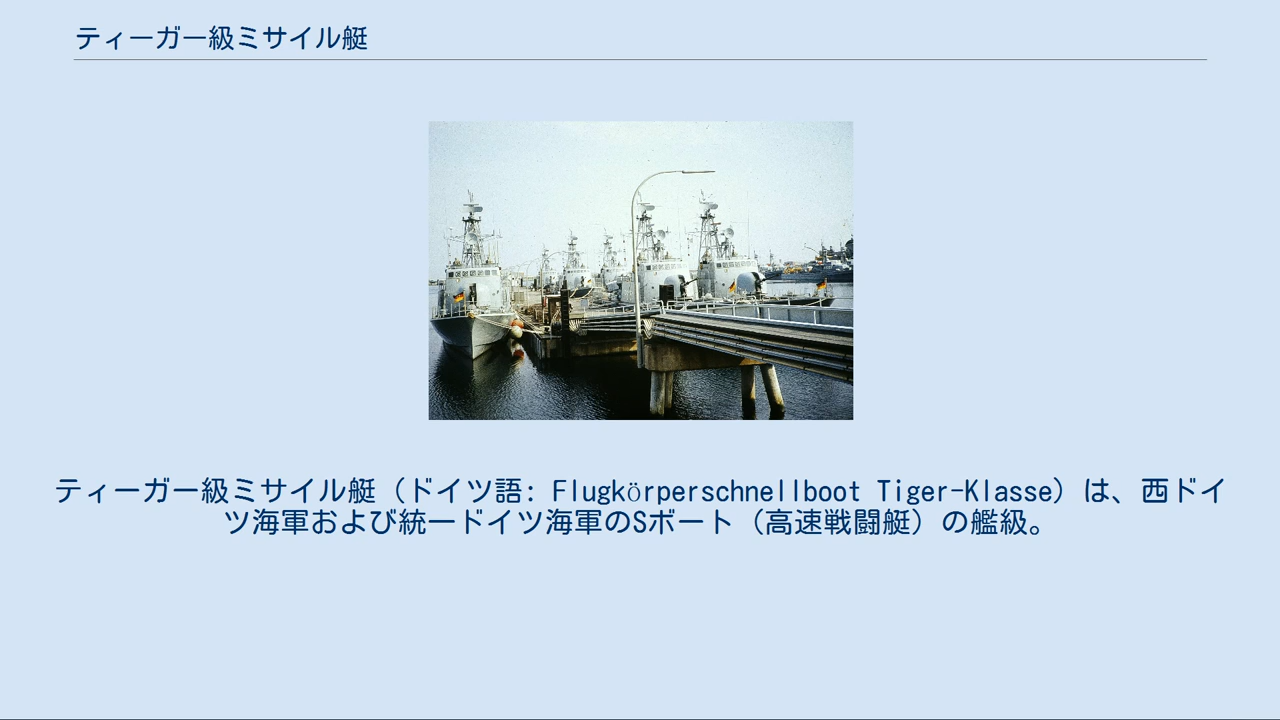 ティーガー級ミサイル艇
ティーガー級ミサイル艇（ドイツ語: Flugkörperschnellboot Tiger-Klasse）は、西ドイ
ツ海軍および統一ドイツ海軍のSボート（高速戦闘艇）の艦級。